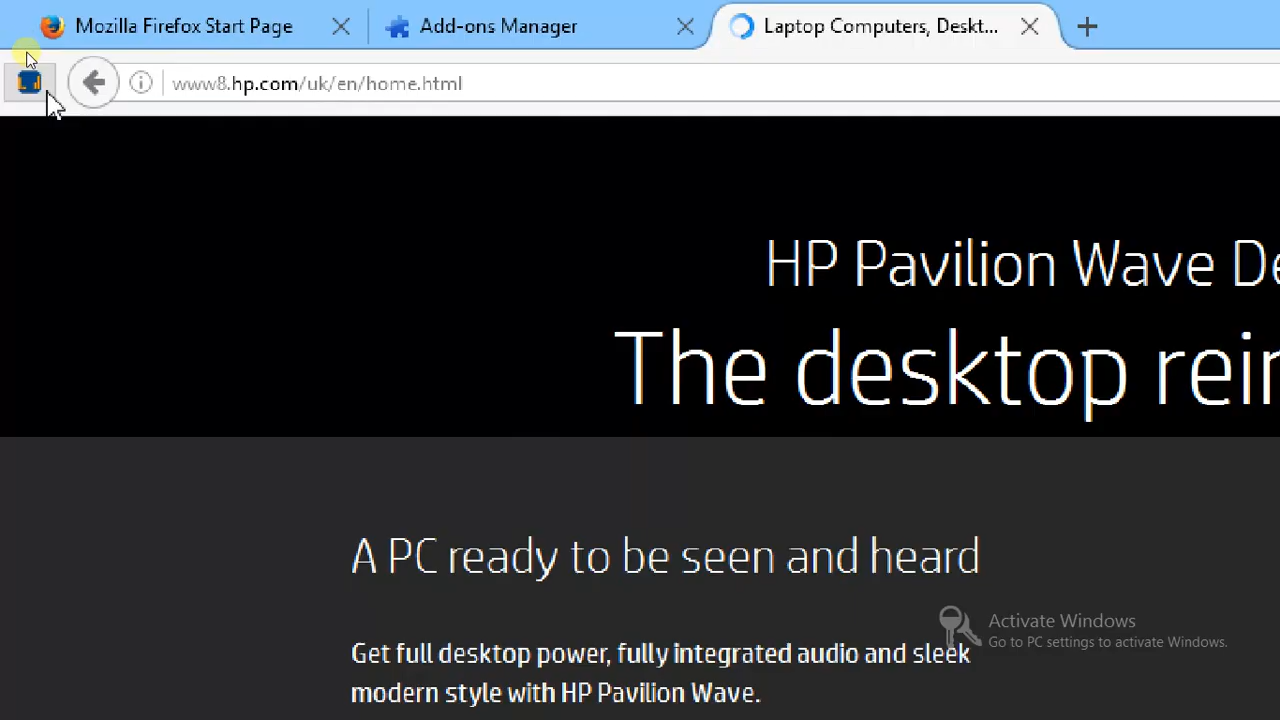 Mozilla Firefox Start Page
Add-ons Manager
Laptop Computers, Deskt...
www8.hp.com/uk/en/home.html
HP Pavilion Wave De
The desktop rein
A PC ready to be seen and heard
Get full desktop power, fully integrated audio and sleek
modern style with HP Pavilion Wave.
Activate Windows
Go to PC settings to activate Windows.